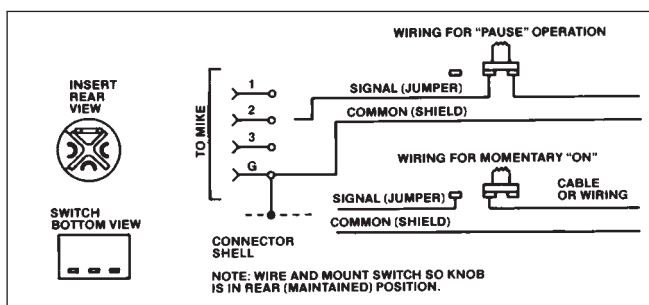 WIRING FOR "PAUSE" OPERATION
INSERT
REAR
VIEW
TO MIKE
1
2
3
G
SIGNAL (JUMPER)
COMMON (SHIELD)
WIRING FOR MOMENTARY "ON"
SIGNAL (JUMPER)
CABLE
OR WIRING
COMMON (SHIELD)
SWITCH
BOTTOM VIEW
CONNECTOR
SHELL
NOTE: WIRE AND MOUNT SWITCH SO KNOB
IS IN REAR (MAINTAINED) POSITION.